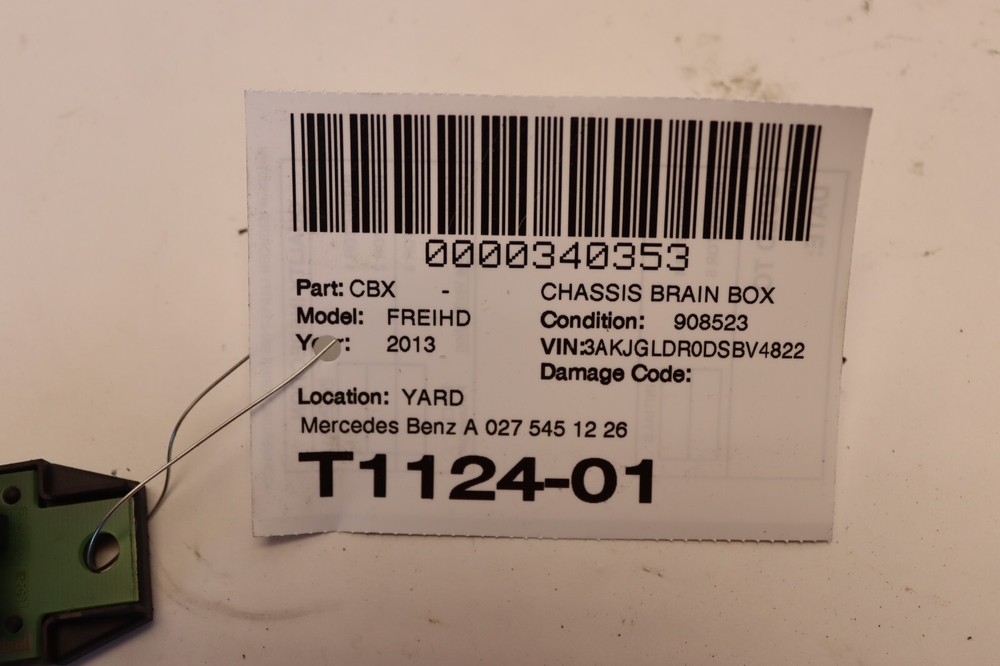 0000340353
Part: CBX - CHASSIS BRAIN BOX
Model: FREIHD Condition: 908523
Year: 2013 VIN:3AKJGLDR0DSBV4822
Damage Code:
Location: YARD
Mercedes Benz A 027 545 12 26
T1124-01